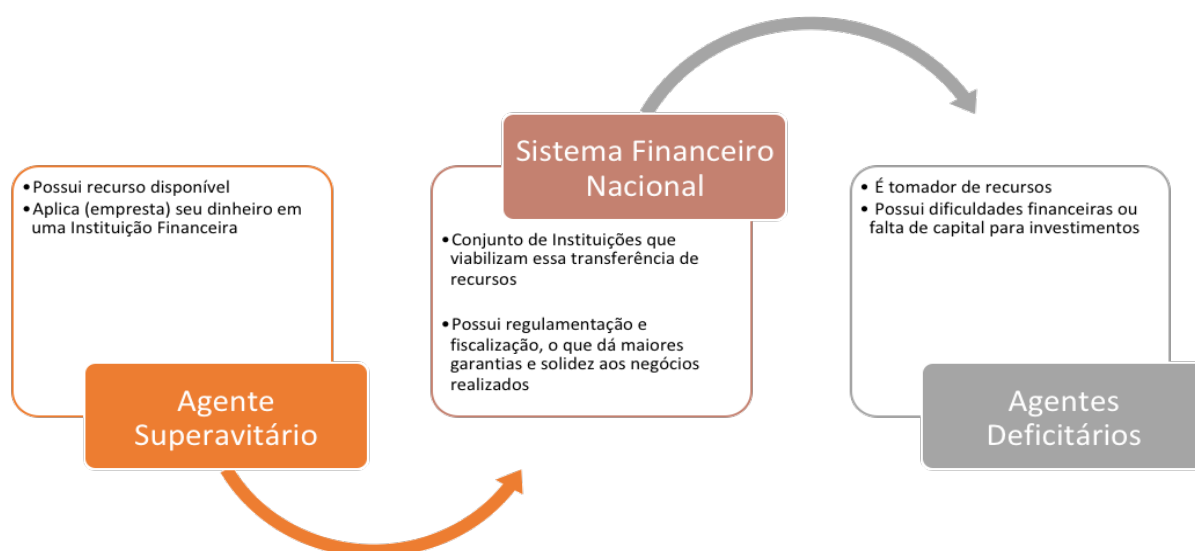 • Possui recurso disponível
• Aplica (empresta) seu dinheiro em
uma Instituição Financeira
Agente
Superavitário
Sistema Financeiro
Nacional
• Conjunto de Instituições que
viabilizam essa transferência de
recursos
• Possui regulamentação e
fiscalização, o que dá maiores
garantias e solidez aos negócios
realizados
• É tomador de recursos
• Possui dificuldades financeiras ou
falta de capital para investimentos
Agentes
Deficitários